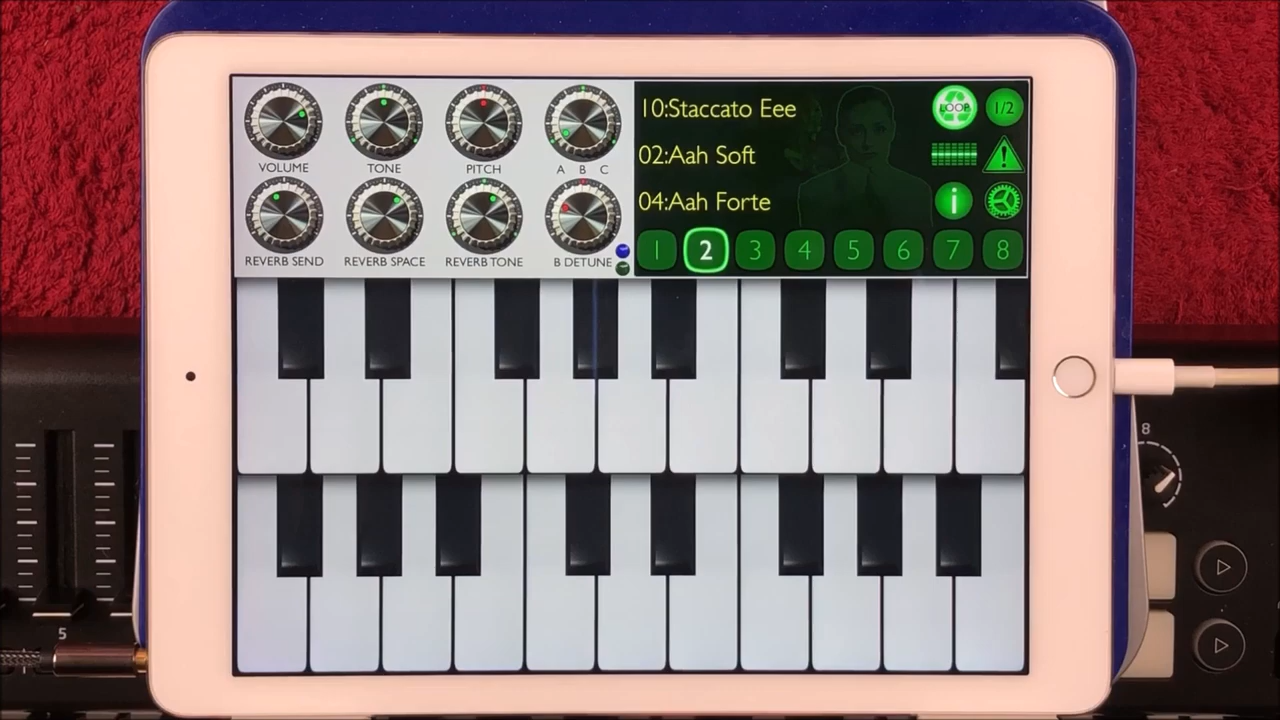 VOLUME TONE PITCH A B C
REVERB SEND REVERB SPACE REVERB TONE B DETUNE
10:Staccato Eee
LOOP 1/2
02:Aah Soft
04:Aah Forte
i
1 2 3 4 5 6 7 8
8
5